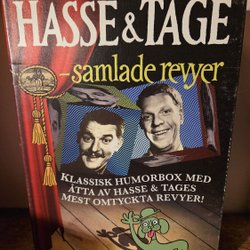 HASSE & TAGE
-samlade revyer
KLASSISK HUMORBOX MED
ÅTTA AV HASSE & TAGES
MEST OMTYCKTA REVYER!